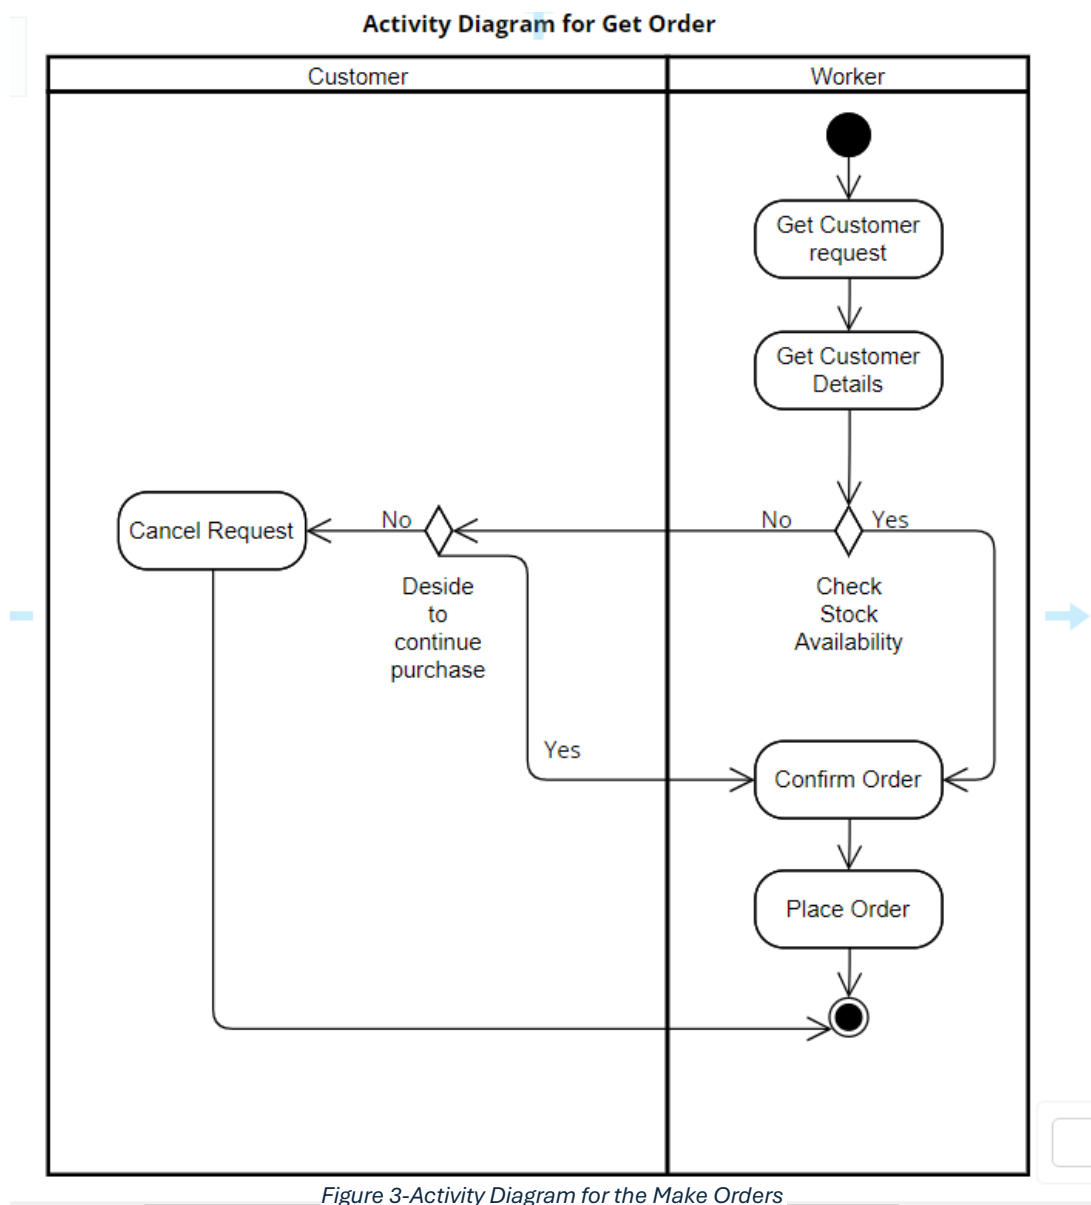 Activity Diagram for Get Order
Customer
Worker
Get Customer
request
Get Customer
Details
Cancel Request
No
No
Yes
Deside
to
continue
purchase
Check
Stock
Availability
Yes
Confirm Order
Place Order
Figure 3-Activity Diagram for the Make Orders